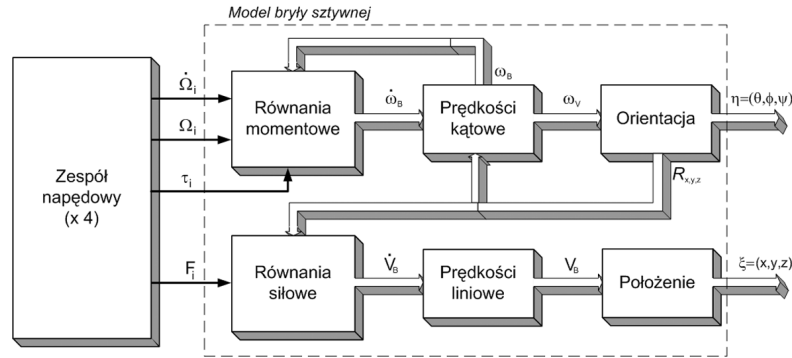 Model bryły sztywnej
Zespół
napędowy
(x 4)
Ω̇i
Ωi
τi
Fi
Równania
momentowe
ω̇B
Prędkości
kątowe
ωB
ωV
Orientacja
η=(θ,ϕ,ψ)
Rx,y,z
Równania
siłowe
V̇B
Prędkości
liniowe
VB
Położenie
ξ=(x,y,z)